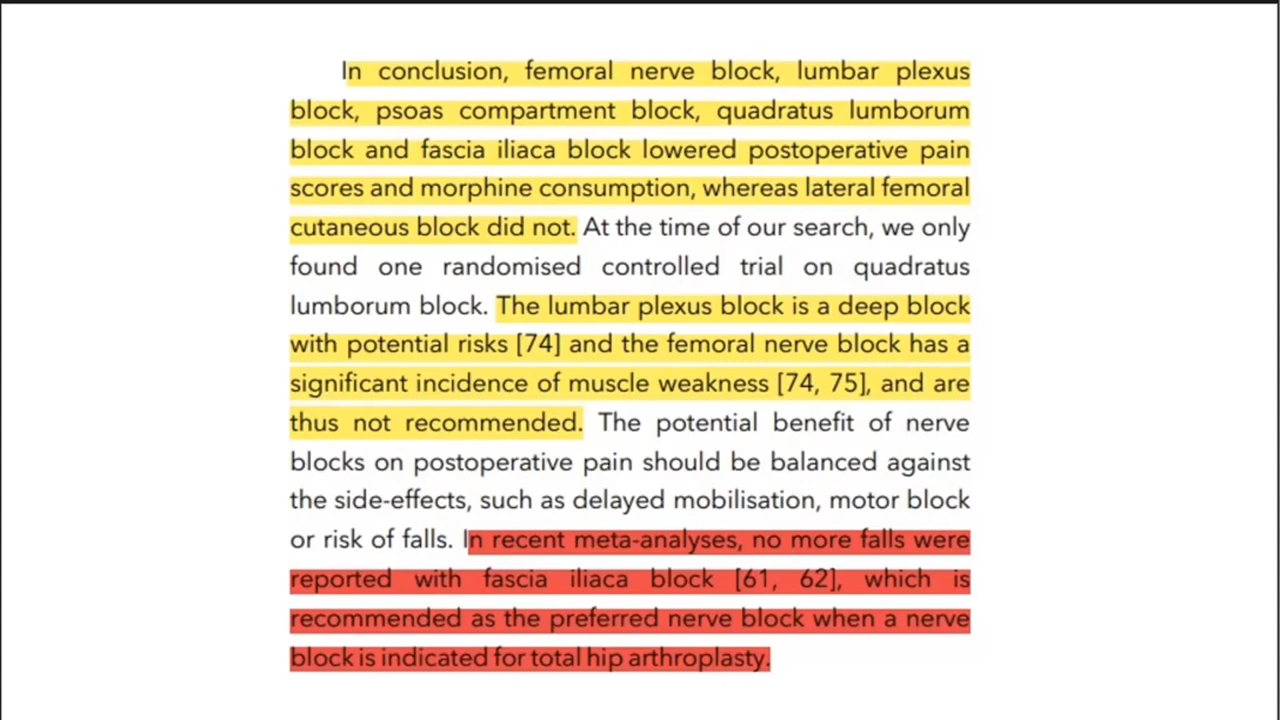 In conclusion, femoral nerve block, lumbar plexus
block, psoas compartment block, quadratus lumborum
block and fascia iliaca block lowered postoperative pain
scores and morphine consumption, whereas lateral femoral
cutaneous block did not. At the time of our search, we only
found one randomised controlled trial on quadratus
lumborum block. The lumbar plexus block is a deep block
with potential risks [74] and the femoral nerve block has a
significant incidence of muscle weakness [74, 75], and are
thus not recommended. The potential benefit of nerve
blocks on postoperative pain should be balanced against
the side-effects, such as delayed mobilisation, motor block
or risk of falls. In recent meta-analyses, no more falls were
reported with fascia iliaca block [61, 62], which is
recommended as the preferred nerve block when a nerve
block is indicated for total hip arthroplasty.